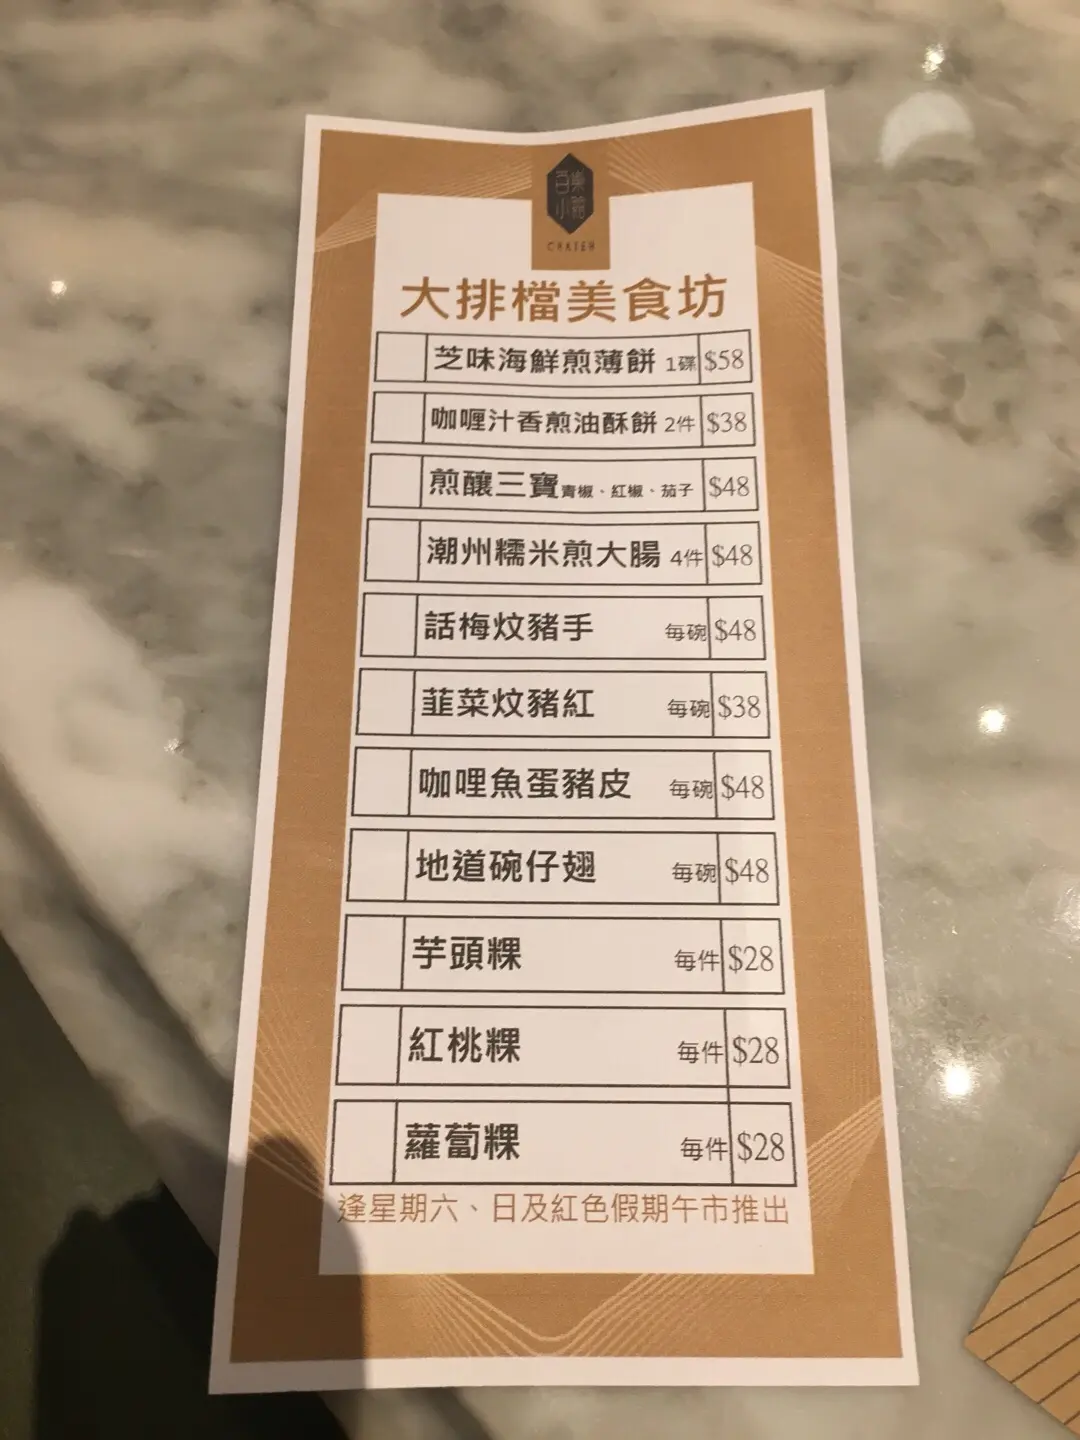 百樂
小館
CHAIEH
大排檔美食坊
芝味海鮮煎薄餅 1碟 $58
咖喱汁香煎油酥餅 2件 $38
煎釀三寶 青椒、紅椒、茄子 $48
潮州糯米煎大腸 4件 $48
話梅炆豬手 每碗 $48
韮菜炆豬紅 每碗 $38
咖哩魚蛋豬皮 每碗 $48
地道碗仔翅 每碗 $48
芋頭粿 每件 $28
紅桃粿 每件 $28
蘿蔔粿 每件 $28
逢星期六、日及紅色假期午市推出